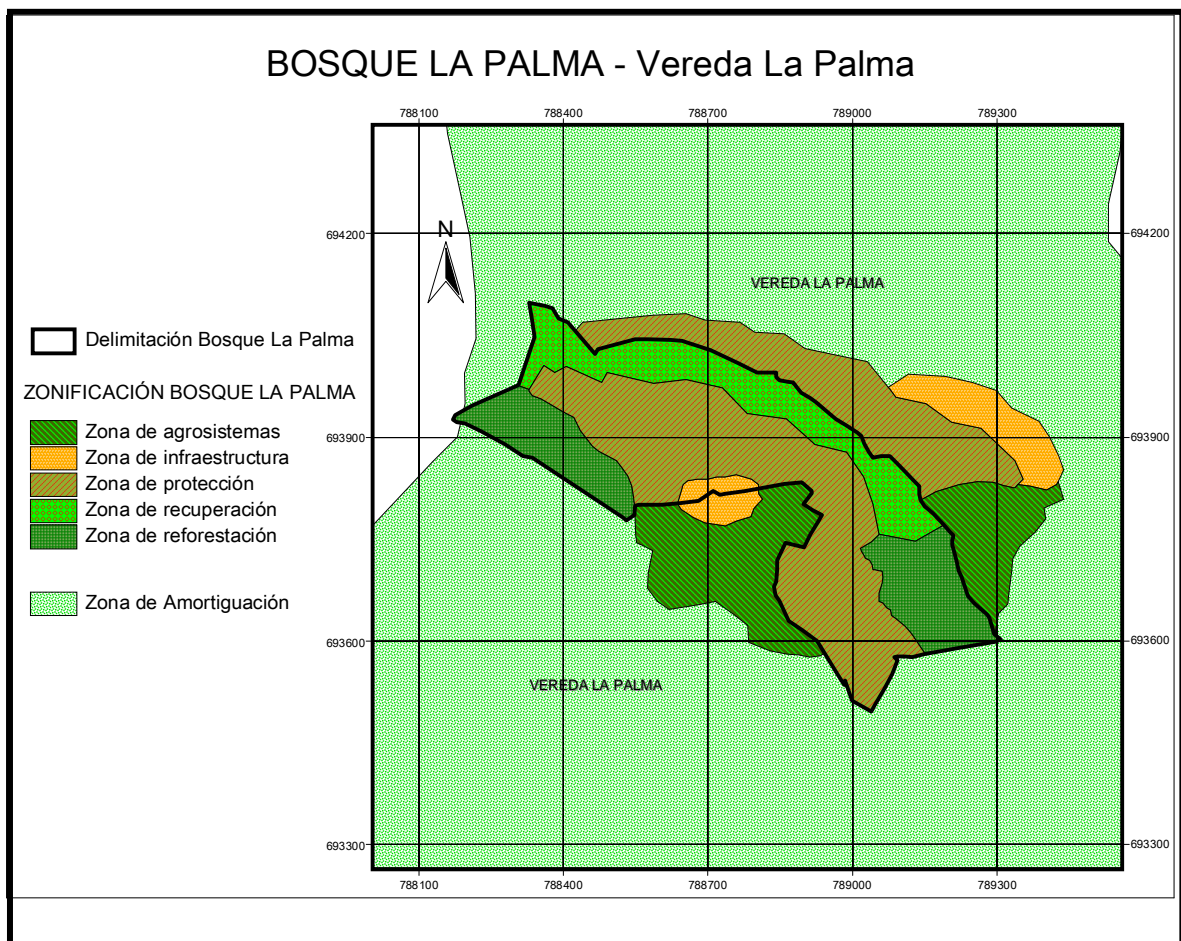 BOSQUE LA PALMA - Vereda La Palma
788100 788400 788700 789000 789300
694200 694200
N
VEREDA LA PALMA
Delimitación Bosque La Palma
ZONIFICACIÓN BOSQUE LA PALMA
Zona de agrosistemas
Zona de infraestructura
Zona de protección
Zona de recuperación
Zona de reforestación
Zona de Amortiguación
693900 693900
693600 693600
VEREDA LA PALMA
693300 693300
788100 788400 788700 789000 789300